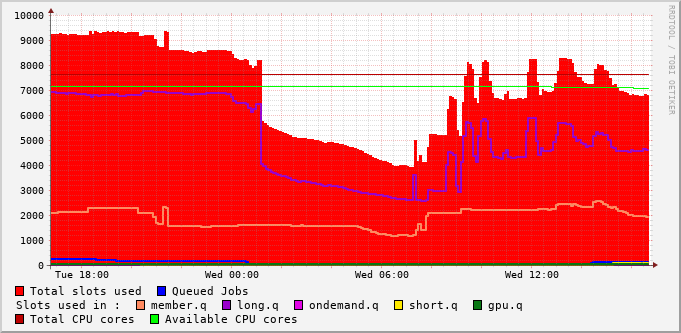 10000
9000
8000
7000
6000
5000
4000
3000
2000
1000
0
Tue 18:00 Wed 00:00 Wed 06:00 Wed 12:00
RRDTOOL / TOBI OETIKER
Total slots used Queued Jobs
Slots used in : member.q long.q ondemand.q short.q gpu.q
Total CPU cores Available CPU cores